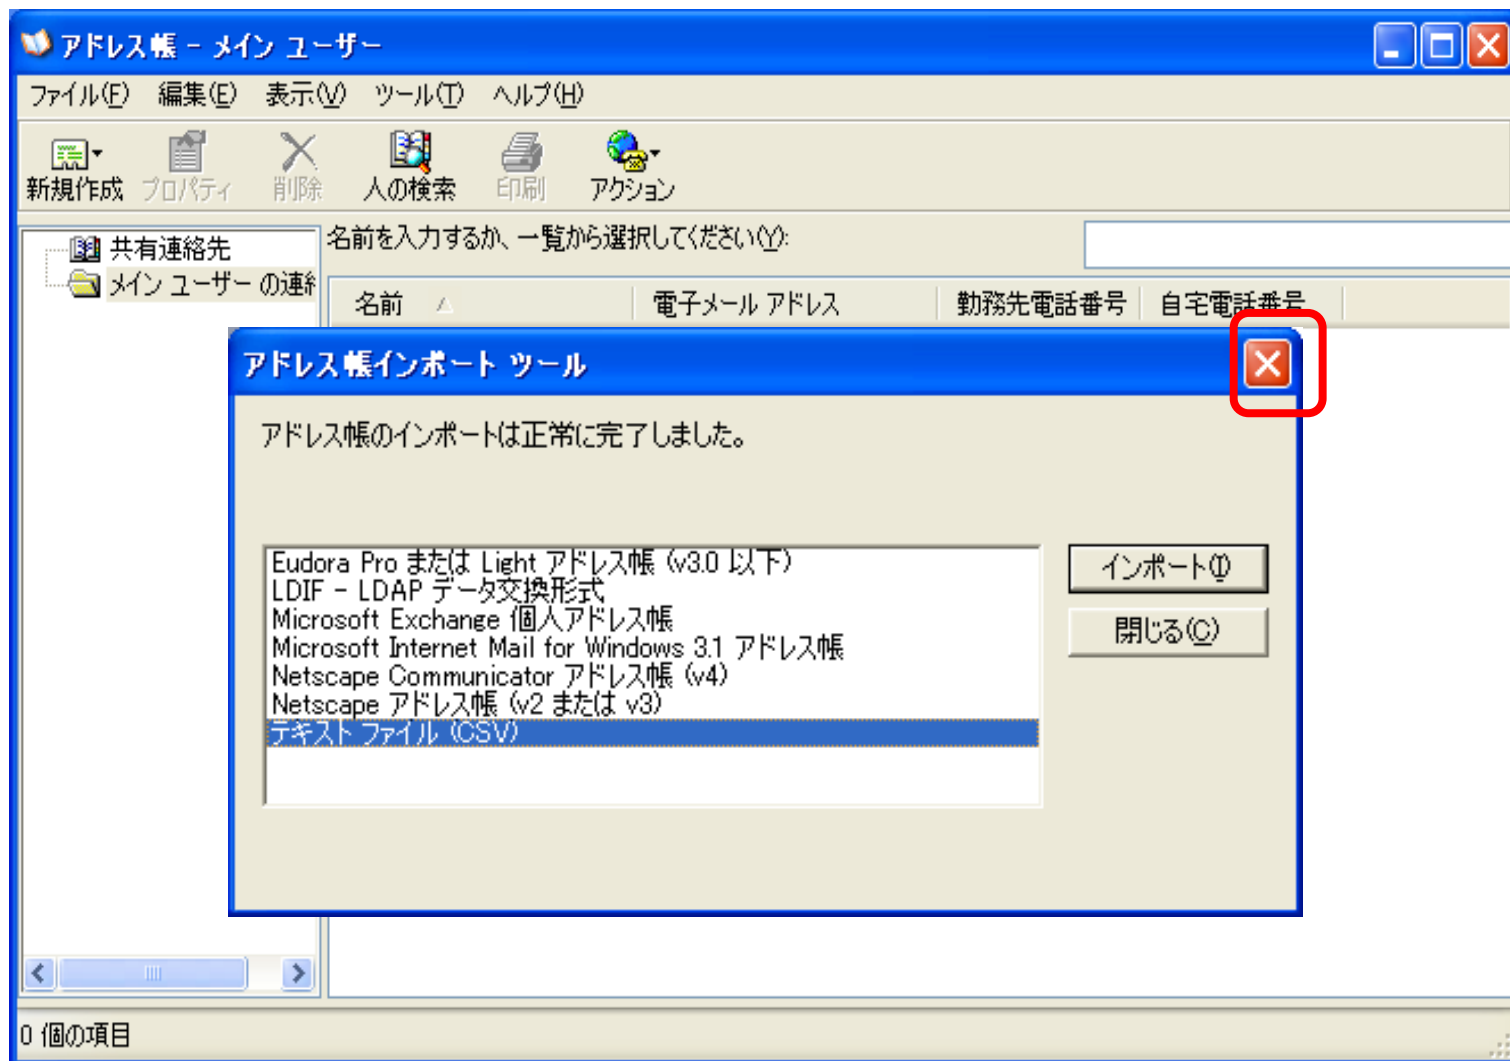 アドレス帳 - メイン ユーザー
ファイル(F) 編集(E) 表示(V) ツール(T) ヘルプ(H)
新規作成 プロパティ 削除 人の検索 印刷 アクション
共有連絡先
メイン ユーザー の連絡
名前を入力するか、一覧から選択してください(Y):
名前 電子メール アドレス 勤務先電話番号 自宅電話番号
アドレス帳インポート ツール
アドレス帳のインポートは正常に完了しました。
Eudora Pro または Light アドレス帳 (v3.0 以下)
LDIF - LDAP データ交換形式
Microsoft Exchange 個人アドレス帳
Microsoft Internet Mail for Windows 3.1 アドレス帳
Netscape Communicator アドレス帳 (v4)
Netscape アドレス帳 (v2 または v3)
テキスト ファイル (CSV)
インポート(I)
閉じる(C)
0 個の項目